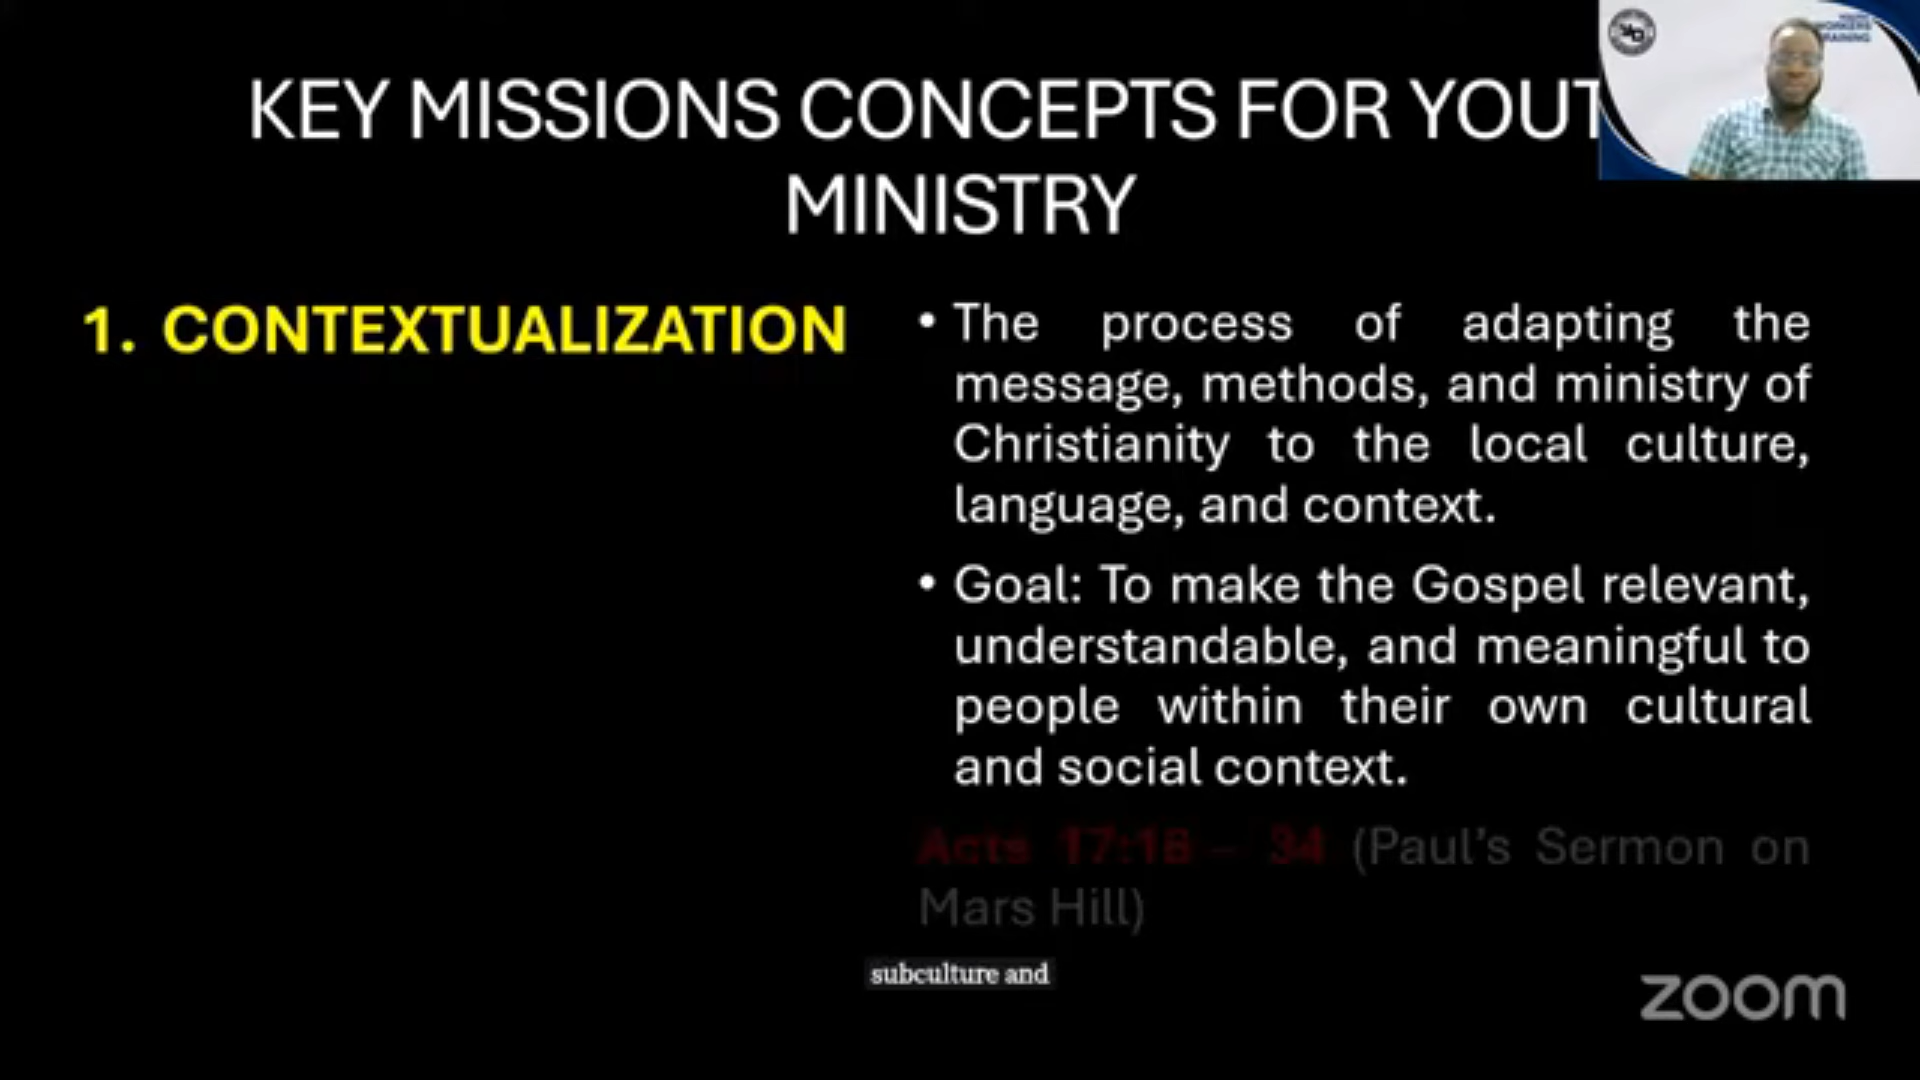 KEY MISSIONS CONCEPTS FOR YOUT
MINISTRY
WORKERS
TRAINING
1. CONTEXTUALIZATION
• The process of adapting the
message, methods, and ministry of
Christianity to the local culture,
language, and context.
• Goal: To make the Gospel relevant,
understandable, and meaningful to
people within their own cultural
and social context.
Acts 17:18 – 34 (Paul's Sermon on
Mars Hill)
subculture and
zoom